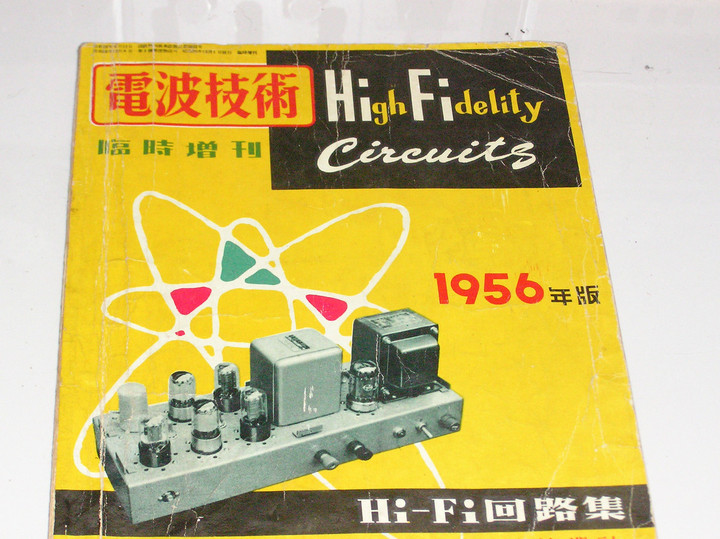 電波技術
High Fidelity
臨時増刊
Circuits
1956年版
Hi-Fi回路集